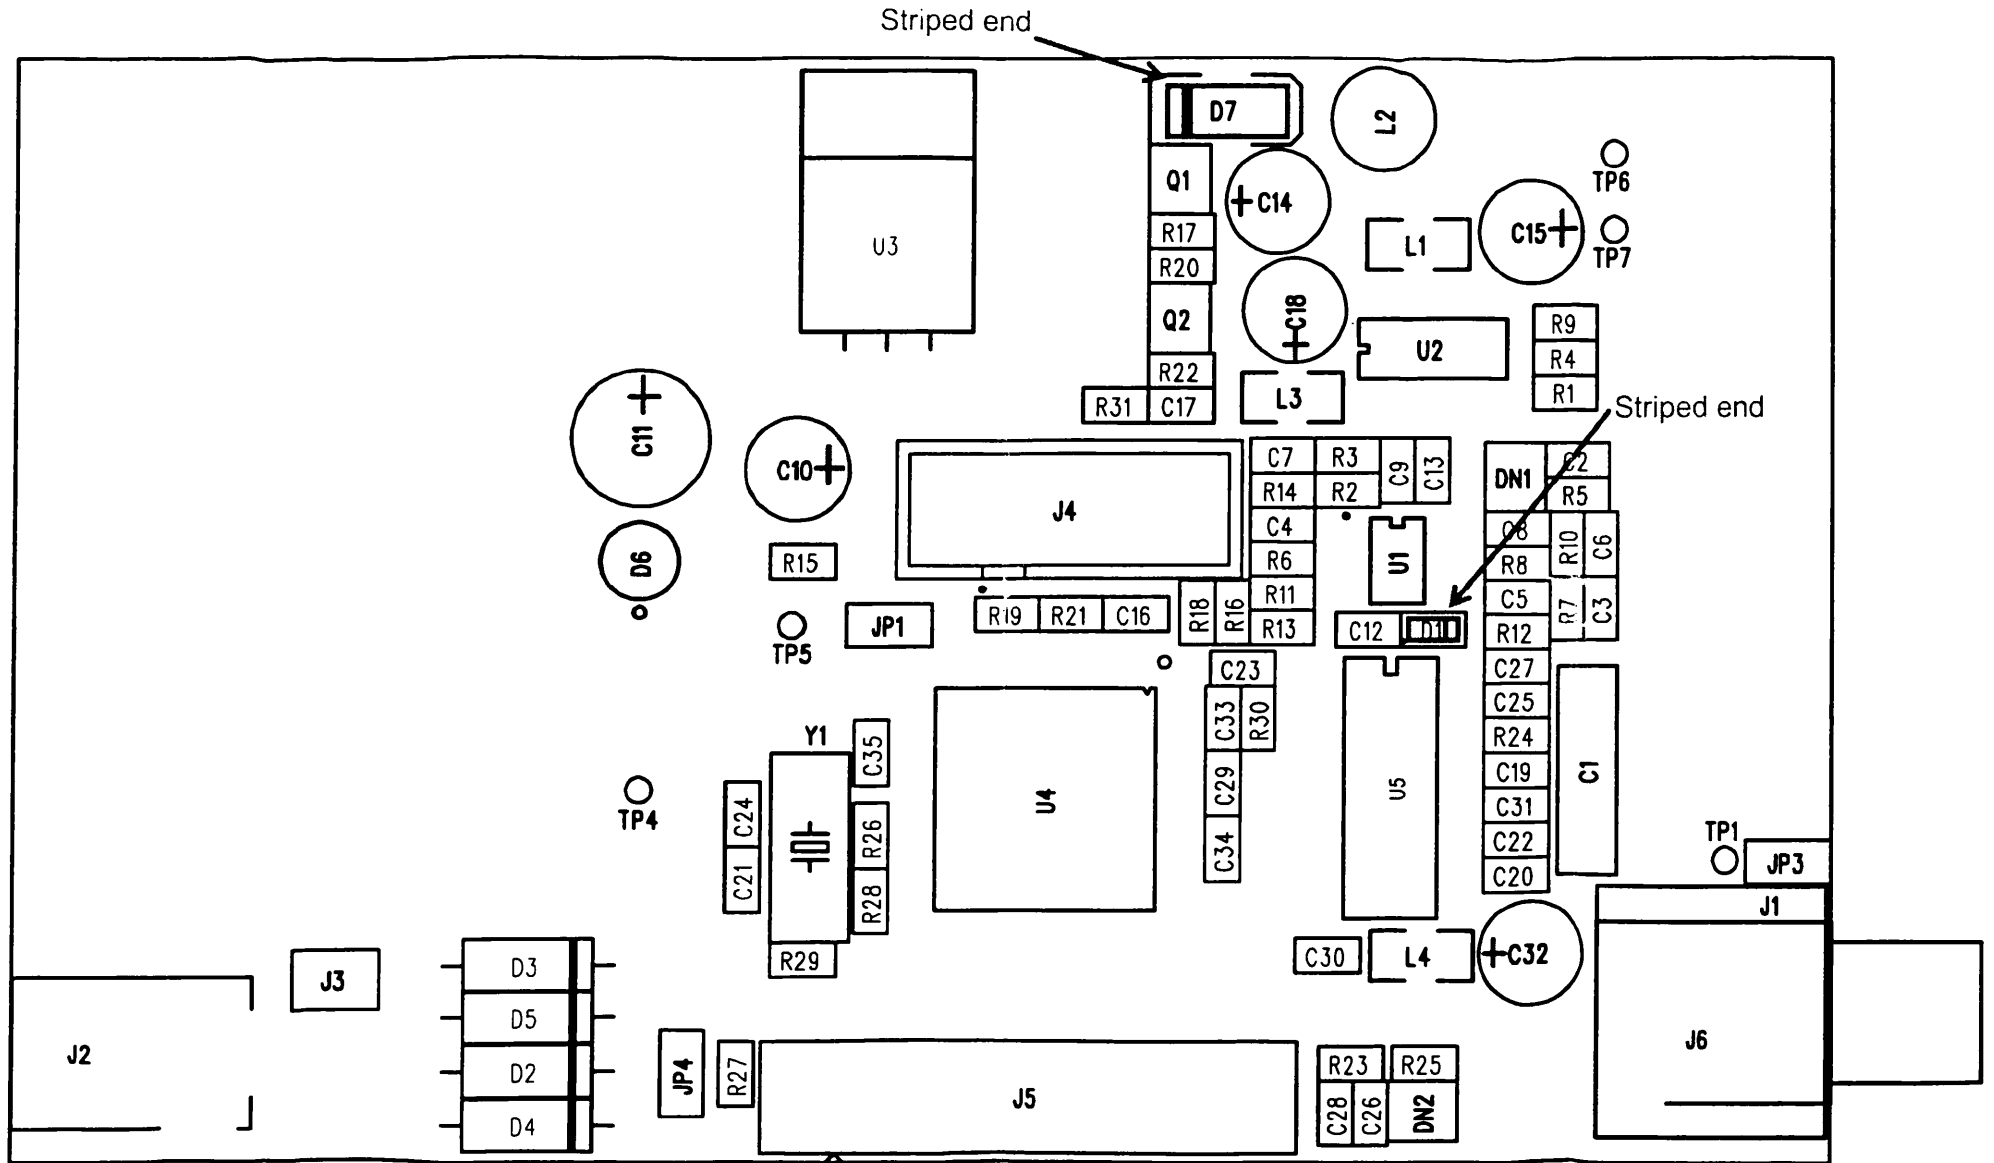 Striped end
D7
L2
TP6
Q1
C14
R17
U3
L1
C15
TP7
R20
Q2
C18
U2
R9
R4
R22
R1
R31
C17
L3
Striped end
C11
C10
J4
C7
R3
C9
C13
DN1
C2
R14
R2
R5
C4
C8
R10
C6
D6
R15
R6
U1
R8
R11
C5
R7
C3
JP1
R19
R21
C16
R18
R16
R13
C12
D1
R12
TP5
C23
C27
C33
R30
C25
Y1
C35
R24
C29
U5
C19
C1
TP4
C24
U4
C31
R26
C34
C22
TP1
C21
C20
JP3
R28
J1
D3
R29
C30
L4
C32
J3
D5
J2
J6
D2
JP4
R27
R23
R25
J5
C28
C26
DN2
D4